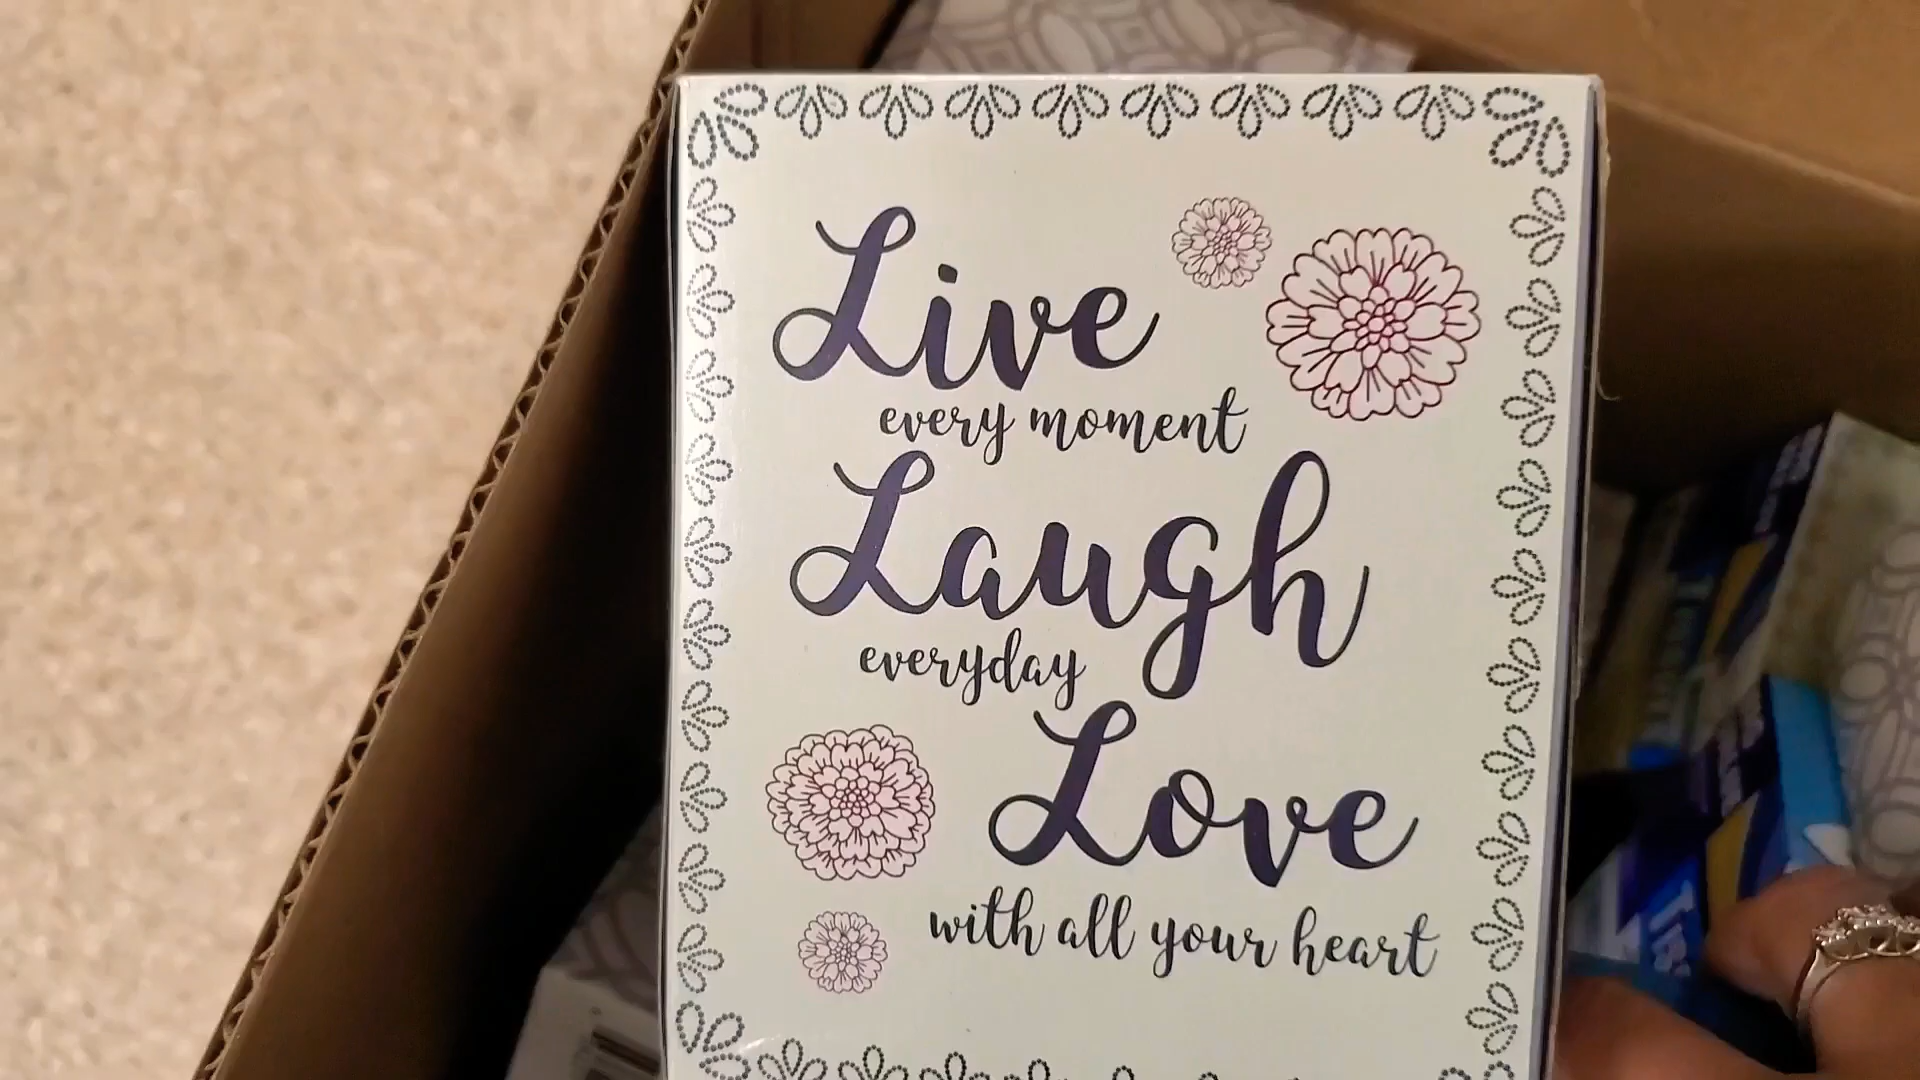 Live
every moment
Laugh
everyday
Love
with all your heart